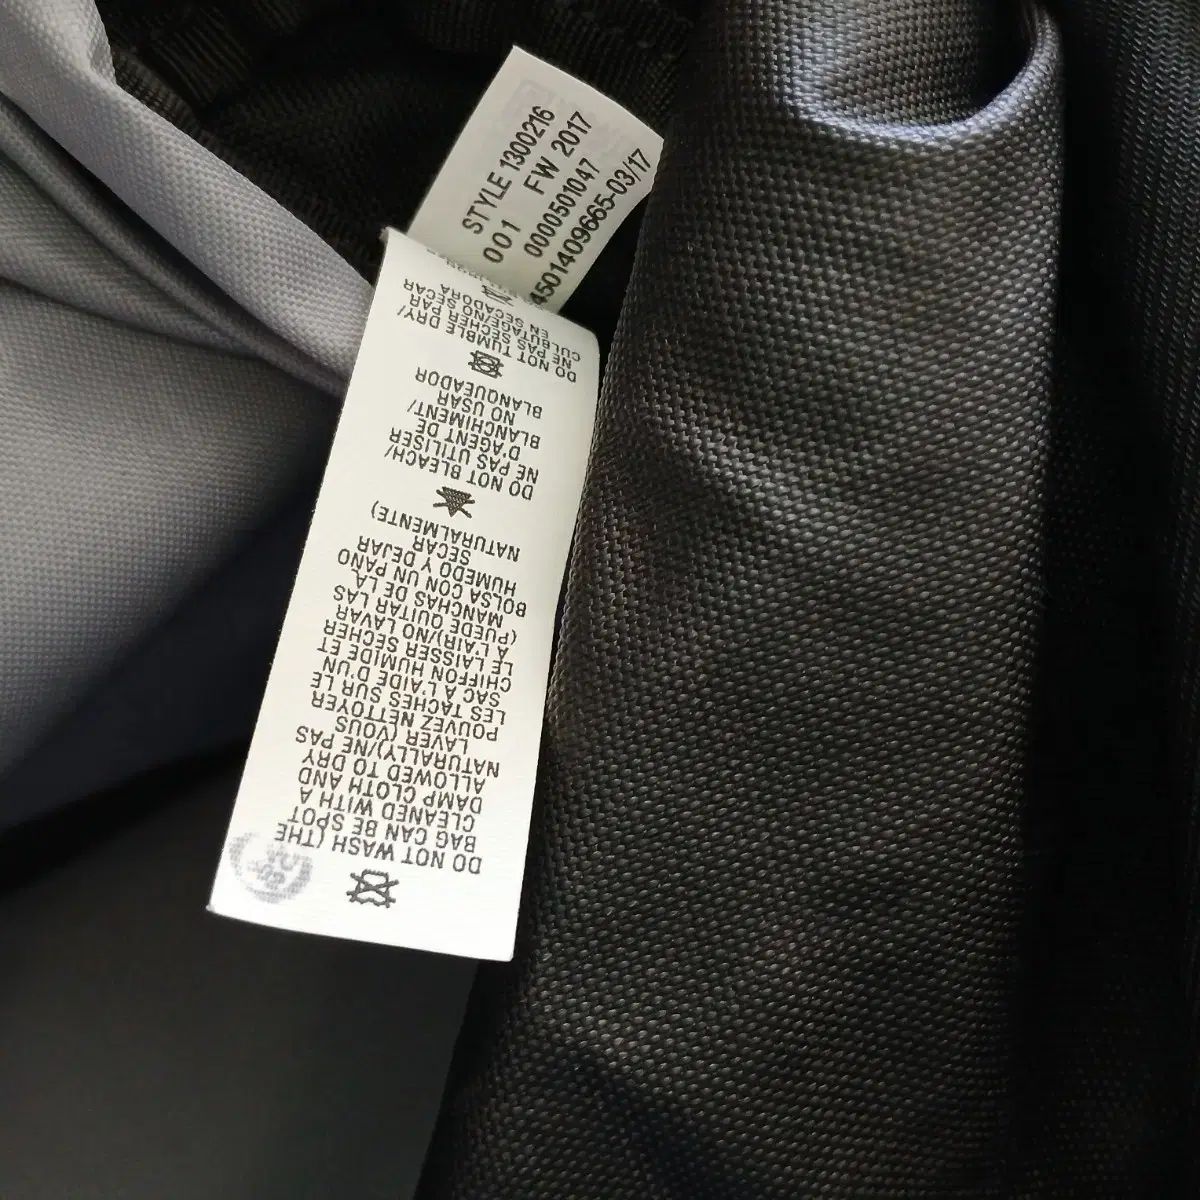 STYLE 1300216
001 FW 2017
0000501047
4501409665-03/17
DO NOT WASH (THE
BAG CAN BE SPOT
CLEANED WITH A
DAMP CLOTH AND
ALLOWED TO DRY
NATURALLY)/NE PAS
LAVER (VOUS
POUVEZ NETTOYER
LES TACHES SUR LE
SAC A L'AIDE D'UN
CHIFFON HUMIDE ET
LE LAISSER SÉCHER
A L'AIR)/NO LAVAR
(PUEDE QUITAR LAS
MANCHAS DE LA
BOLSA CON UN PAÑO
HUMEDO Y DEJAR
SECAR
NATURALMENTE)
DO NOT BLEACH/
NE PAS UTILISER
D'AGENT DE
BLANCHIMENT/
NO USAR
BLANQUEADOR
DO NOT TUMBLE DRY/
NE PAS SÉCHER PAR
CULBUTAGE/NO SECAR
EN SECADORA